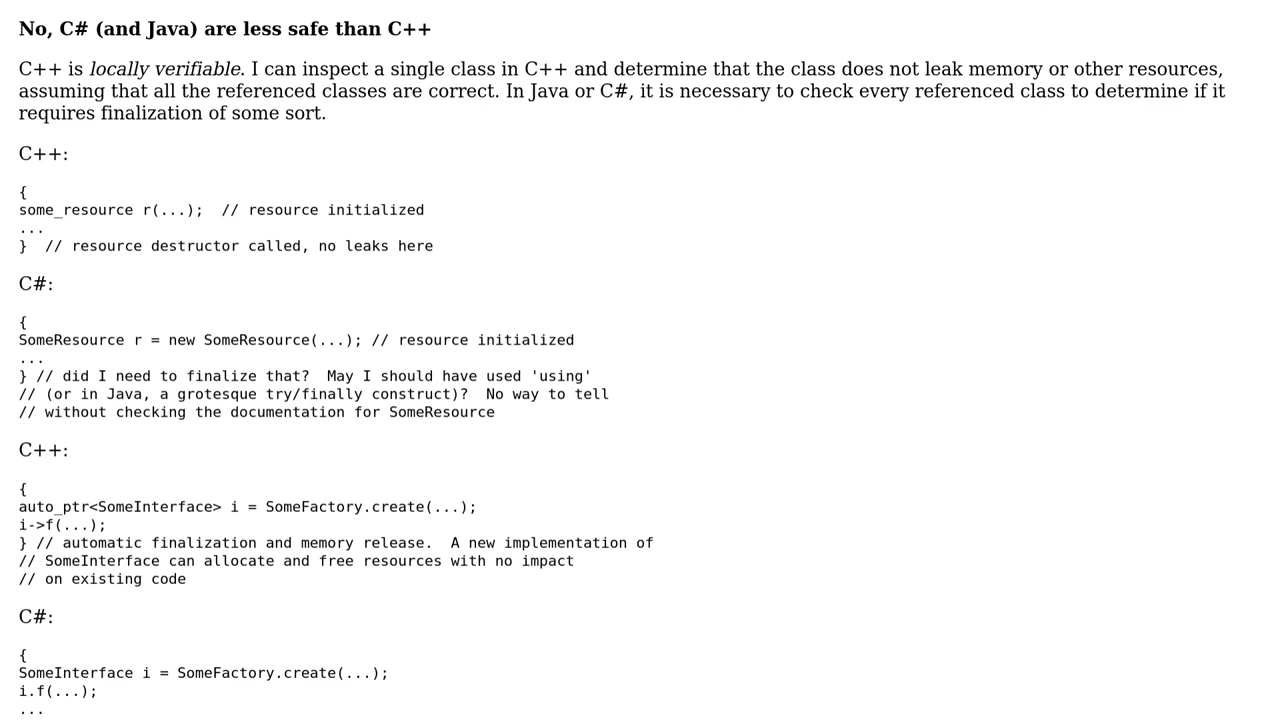 No, C# (and Java) are less safe than C++
C++ is locally verifiable. I can inspect a single class in C++ and determine that the class does not leak memory or other resources,
assuming that all the referenced classes are correct. In Java or C#, it is necessary to check every referenced class to determine if it
requires finalization of some sort.
C++:
{
some_resource r(...);  // resource initialized
...
}  // resource destructor called, no leaks here
C#:
{
SomeResource r = new SomeResource(...); // resource initialized
...
} // did I need to finalize that?  May I should have used 'using'
// (or in Java, a grotesque try/finally construct)?  No way to tell
// without checking the documentation for SomeResource
C++:
{
auto_ptr<SomeInterface> i = SomeFactory.create(...);
i->f(...);
} // automatic finalization and memory release.  A new implementation of
// SomeInterface can allocate and free resources with no impact
// on existing code
C#:
{
SomeInterface i = SomeFactory.create(...);
i.f(...);
...